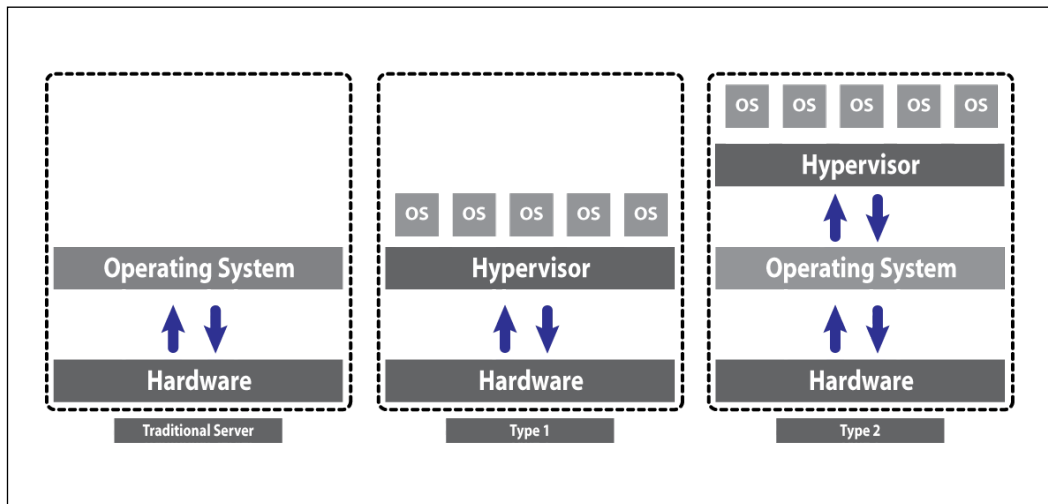 Operating System
Hardware
Traditional Server
OS OS OS OS OS
Hypervisor
Hardware
Type 1
OS OS OS OS OS
Hypervisor
Operating System
Hardware
Type 2